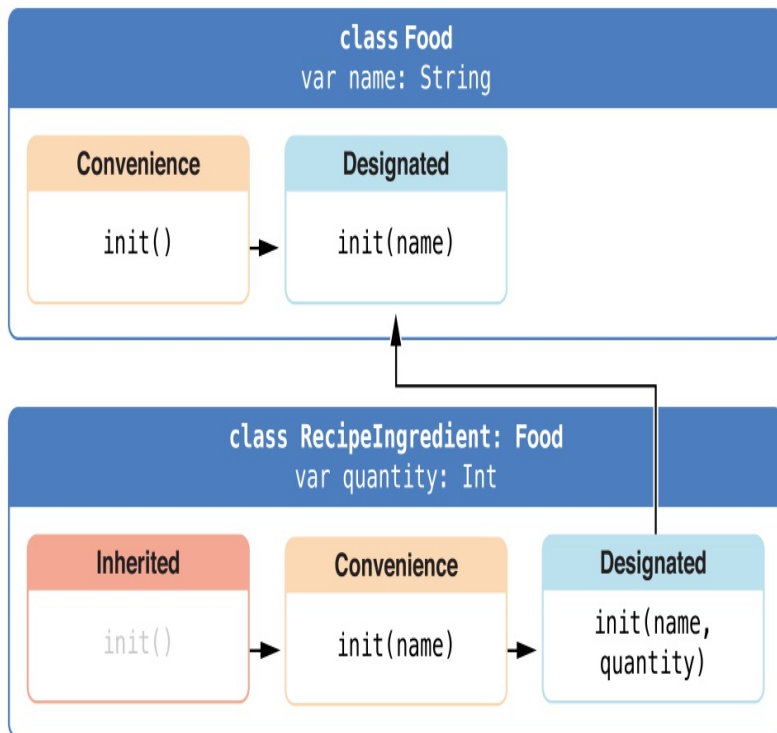 class Food
var name: String
Convenience
Designated
init()
init(name)
class RecipeIngredient: Food
var quantity: Int
Inherited
Convenience
Designated
init()
init(name)
init(name,
quantity)